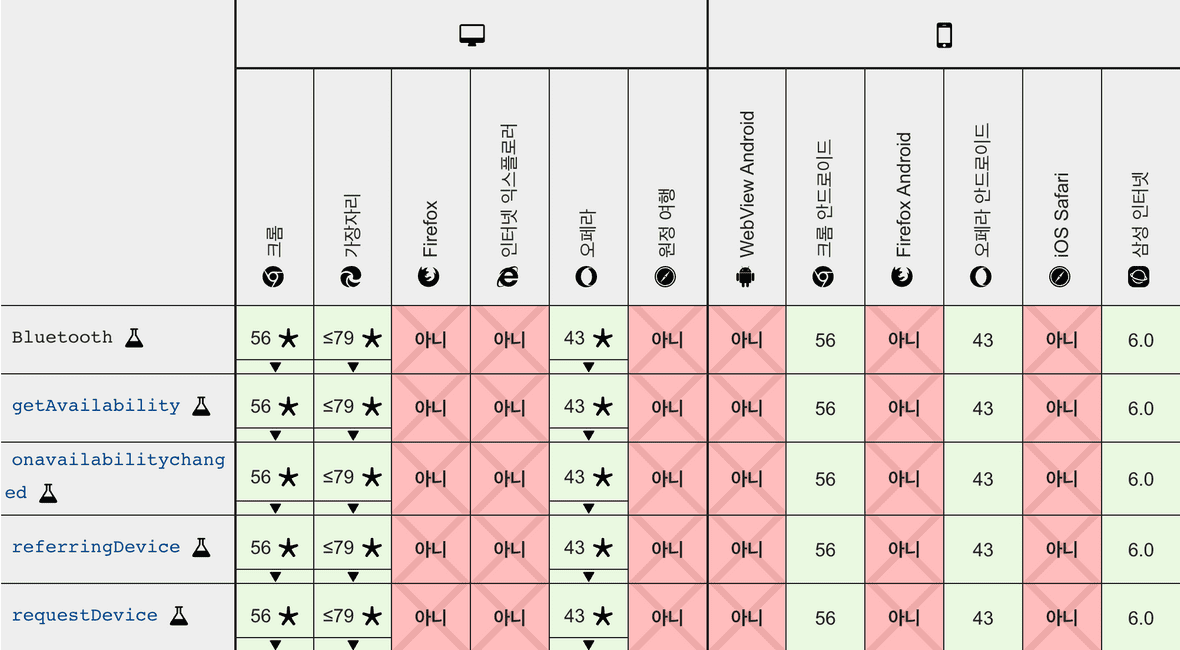 크롬
가장자리
Firefox
인터넷 익스플로러
오페라
원정 여행
WebView Android
크롬 안드로이드
Firefox Android
오페라 안드로이드
iOS Safari
삼성 인터넷
Bluetooth 56 ≤79 아니 아니 43 아니 아니 56 아니 43 아니 6.0
getAvailability 56 ≤79 아니 아니 43 아니 아니 56 아니 43 아니 6.0
onavailabilitychang
ed 56 ≤79 아니 아니 43 아니 아니 56 아니 43 아니 6.0
referringDevice 56 ≤79 아니 아니 43 아니 아니 56 아니 43 아니 6.0
requestDevice 56 ≤79 아니 아니 43 아니 아니 56 아니 43 아니 6.0